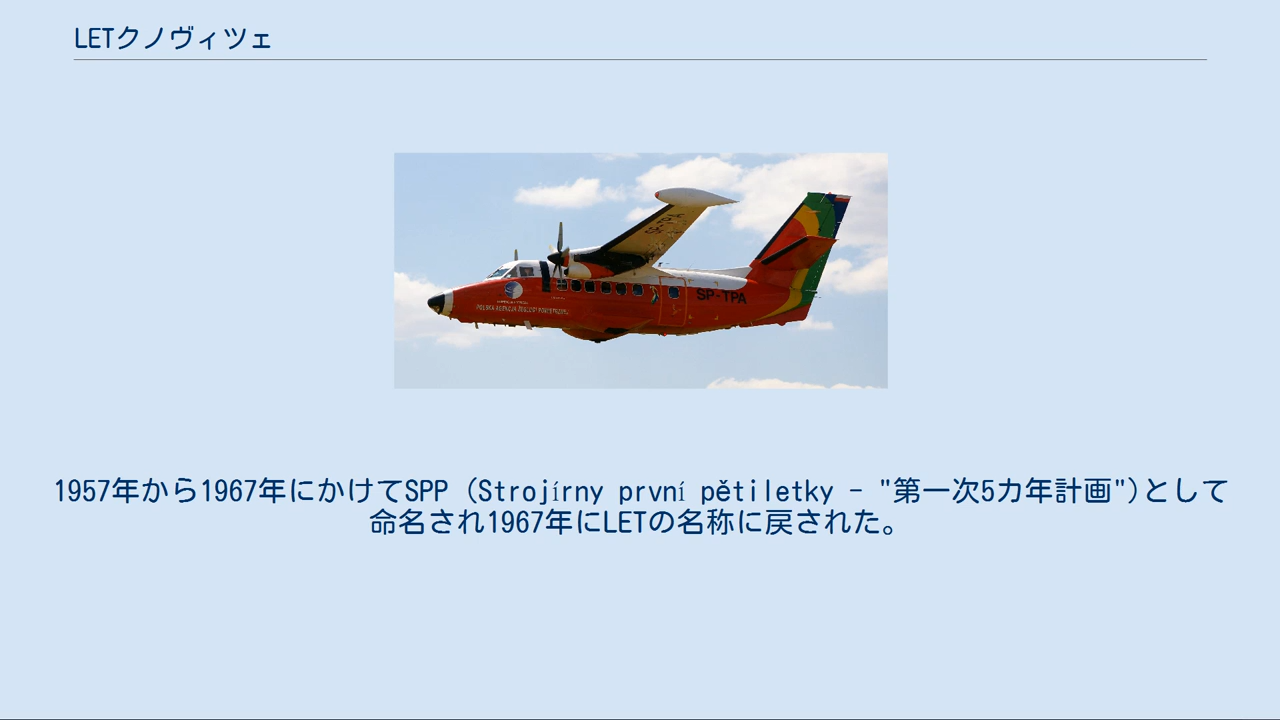 LETクノヴィツェ
SP-TPA
SP-TPA
1957年から1967年にかけてSPP (Strojírny první pětiletky - "第一次5カ年計画")として
命名され1967年にLETの名称に戻された。